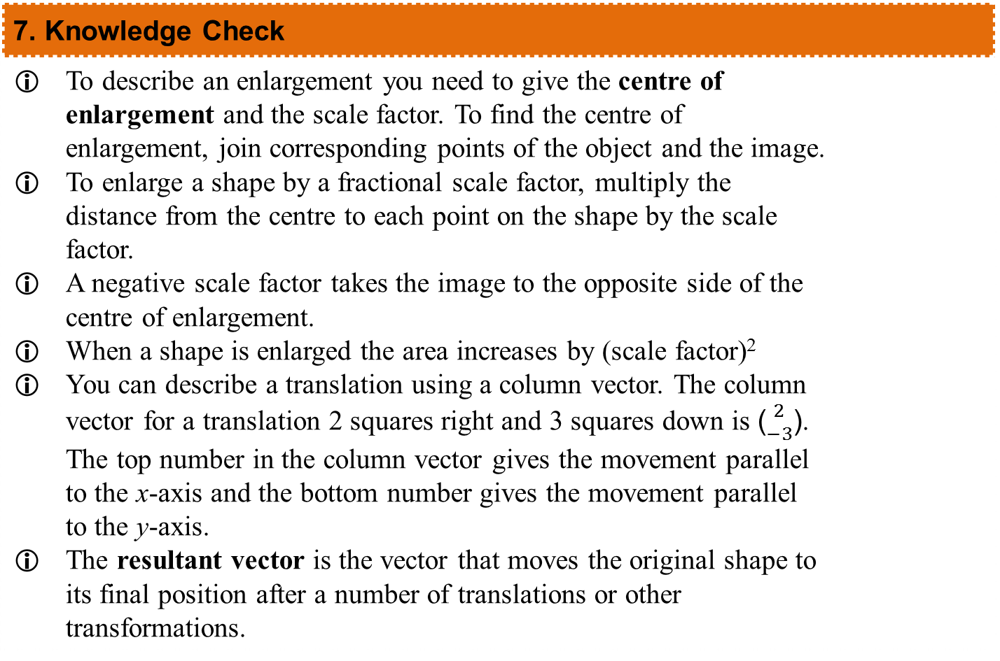 7. Knowledge Check
ⓘ To describe an enlargement you need to give the centre of
enlargement and the scale factor. To find the centre of
enlargement, join corresponding points of the object and the image.
ⓘ To enlarge a shape by a fractional scale factor, multiply the
distance from the centre to each point on the shape by the scale
factor.
ⓘ A negative scale factor takes the image to the opposite side of the
centre of enlargement.
ⓘ When a shape is enlarged the area increases by (scale factor)²
ⓘ You can describe a translation using a column vector. The column
vector for a translation 2 squares right and 3 squares down is (2 −3).
The top number in the column vector gives the movement parallel
to the x-axis and the bottom number gives the movement parallel
to the y-axis.
ⓘ The resultant vector is the vector that moves the original shape to
its final position after a number of translations or other
transformations.